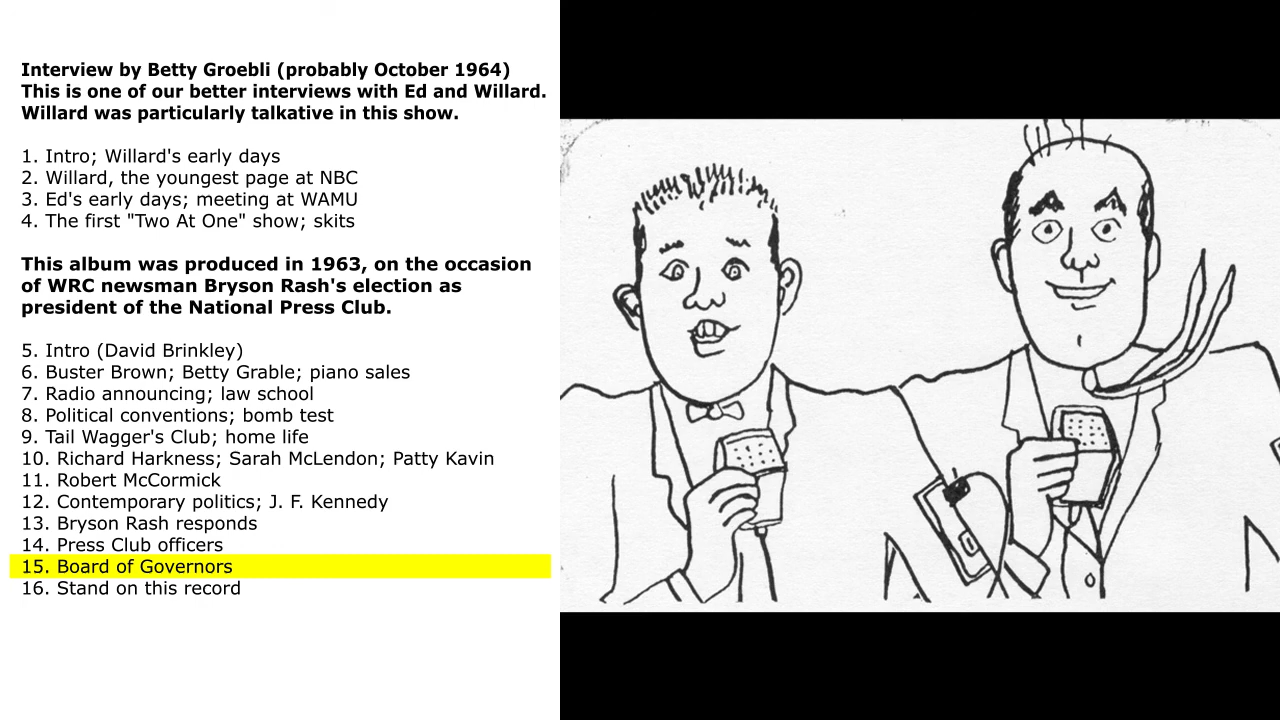 Interview by Betty Groebli (probably October 1964)
This is one of our better interviews with Ed and Willard.
Willard was particularly talkative in this show.
1. Intro; Willard's early days
2. Willard, the youngest page at NBC
3. Ed's early days; meeting at WAMU
4. The first "Two At One" show; skits
This album was produced in 1963, on the occasion
of WRC newsman Bryson Rash's election as
president of the National Press Club.
5. Intro (David Brinkley)
6. Buster Brown; Betty Grable; piano sales
7. Radio announcing; law school
8. Political conventions; bomb test
9. Tail Wagger's Club; home life
10. Richard Harkness; Sarah McLendon; Patty Kavin
11. Robert McCormick
12. Contemporary politics; J. F. Kennedy
13. Bryson Rash responds
14. Press Club officers
15. Board of Governors
16. Stand on this record